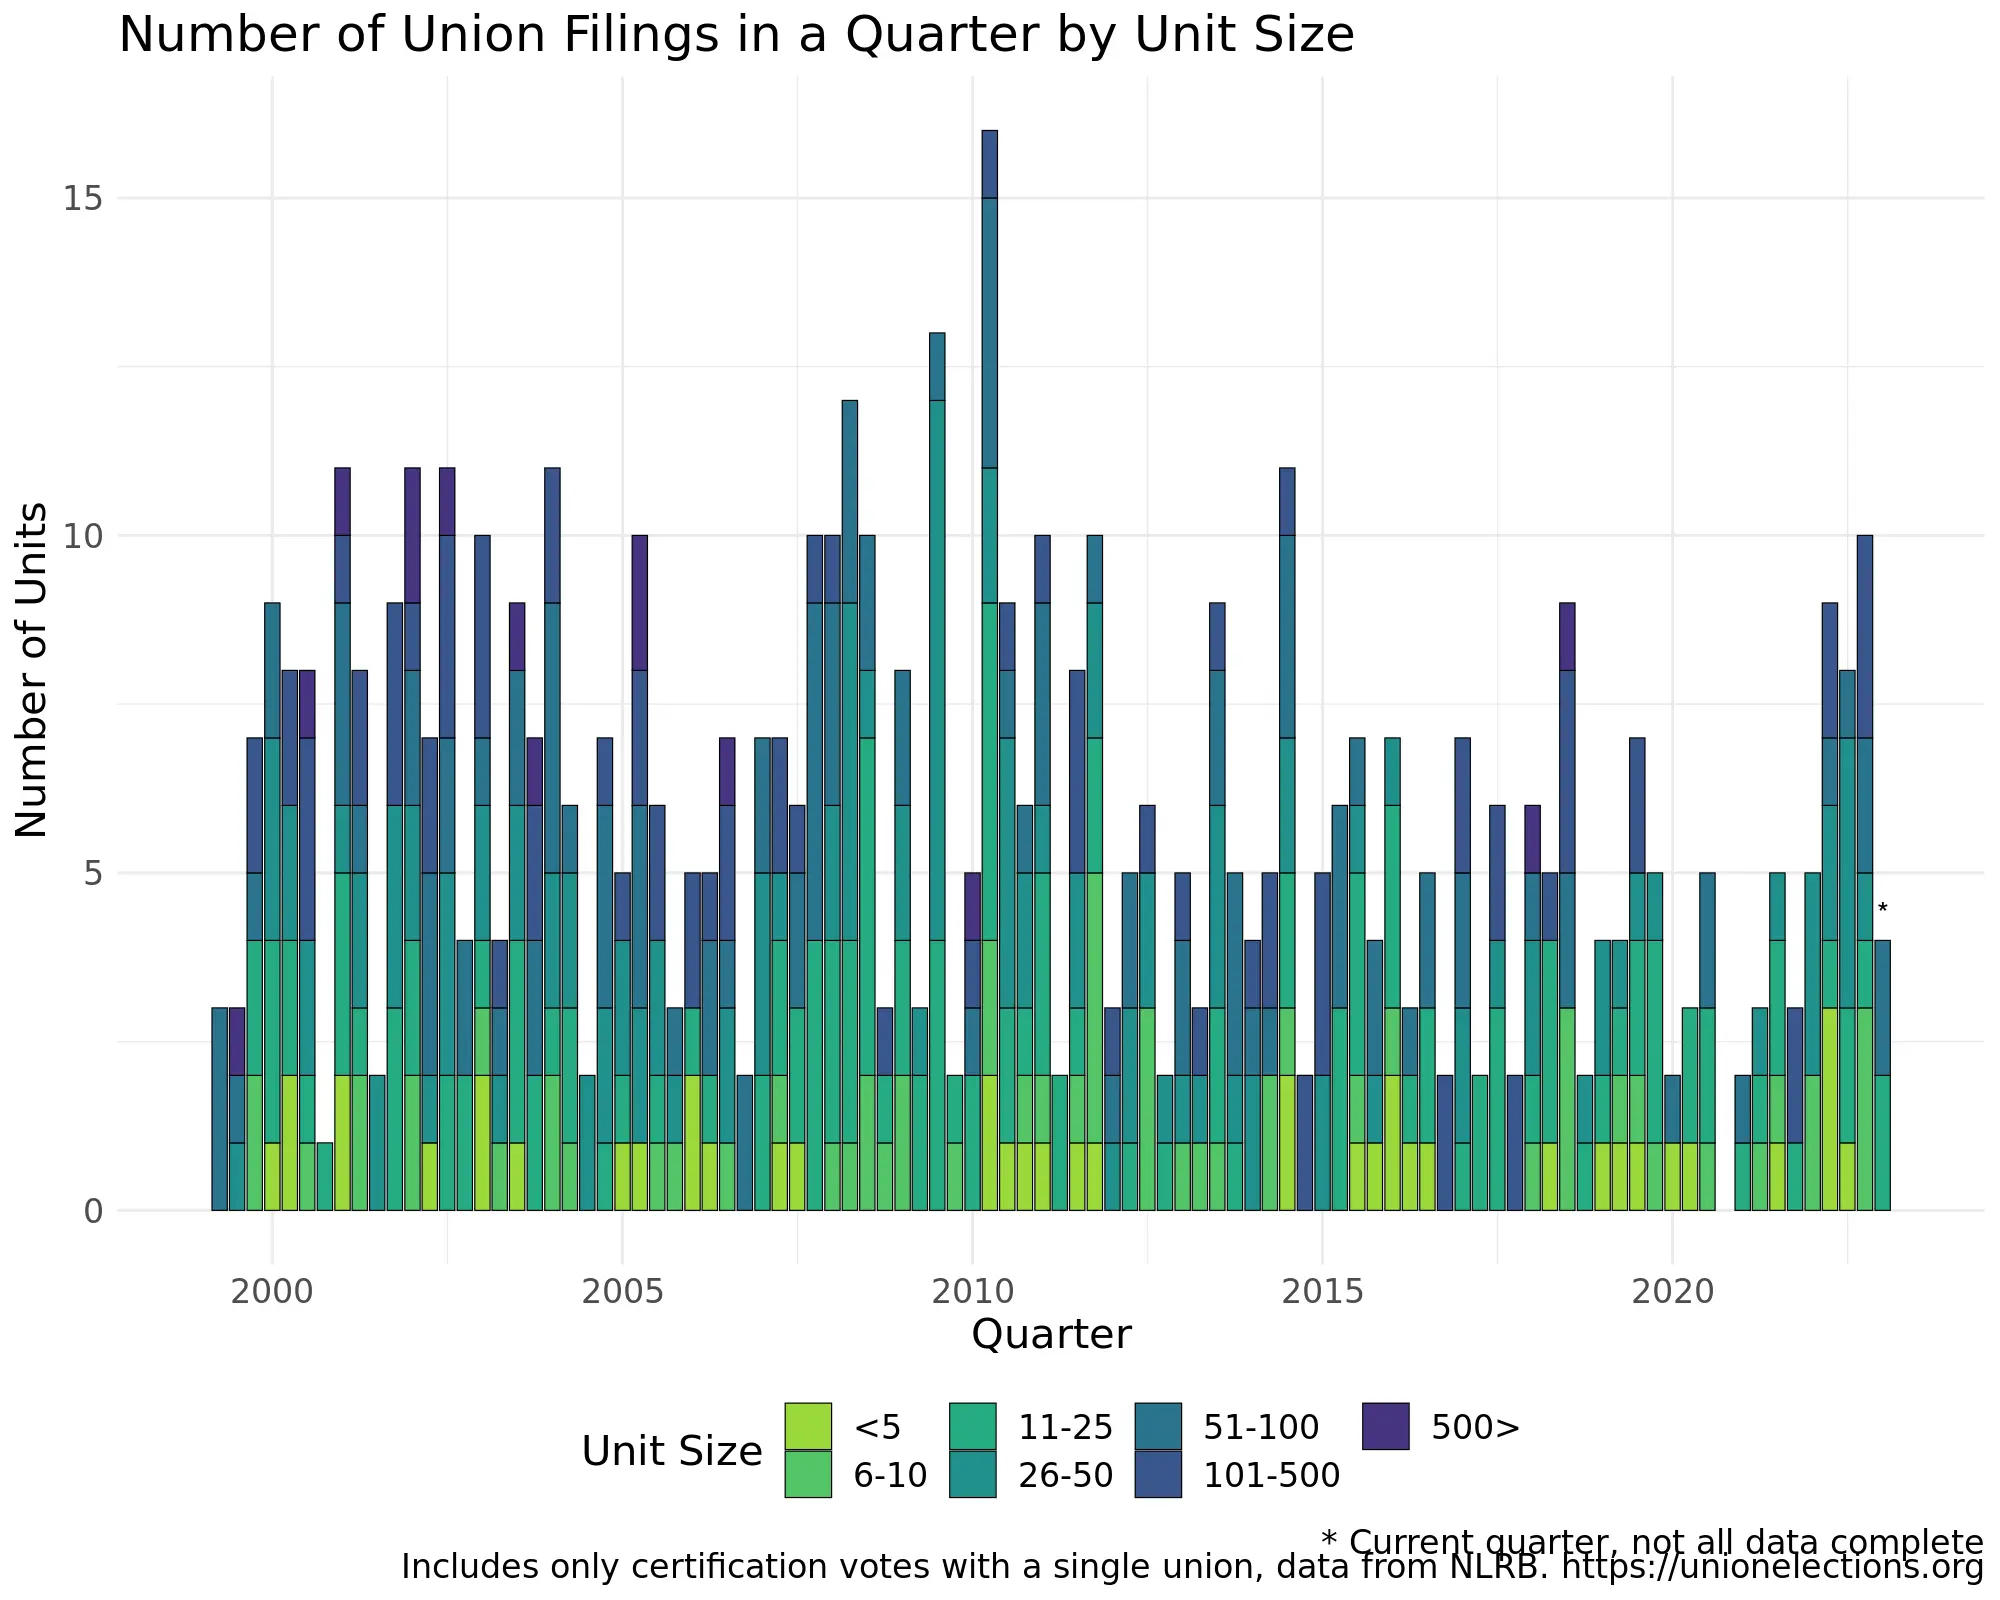 Number of Union Filings in a Quarter by Unit Size
Number of Units
15
10
5
0
*
2000 2005 2010 2015 2020
Quarter
Unit Size
<5 11-25 51-100 500>
6-10 26-50 101-500
* Current quarter, not all data complete
Includes only certification votes with a single union, data from NLRB. https://unionelections.org